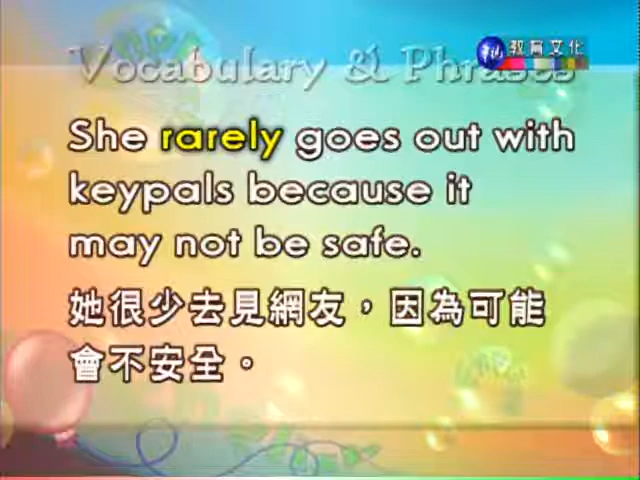 教育文化
Vocabulary & Phrases
She rarely goes out with
keypals because it
may not be safe.
她很少去見網友，因為可能
會不安全。